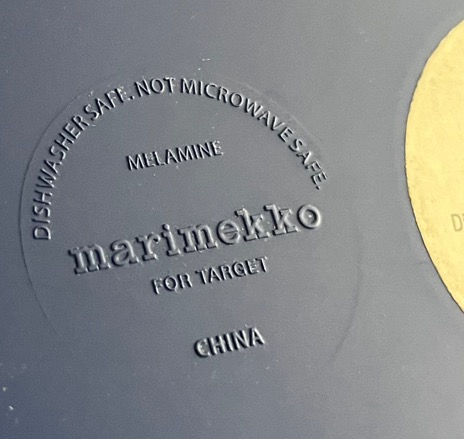 DISHWASHER SAFE. NOT MICROWAVE SAFE.
MELAMINE
marimekko
FOR TARGET
CHINA